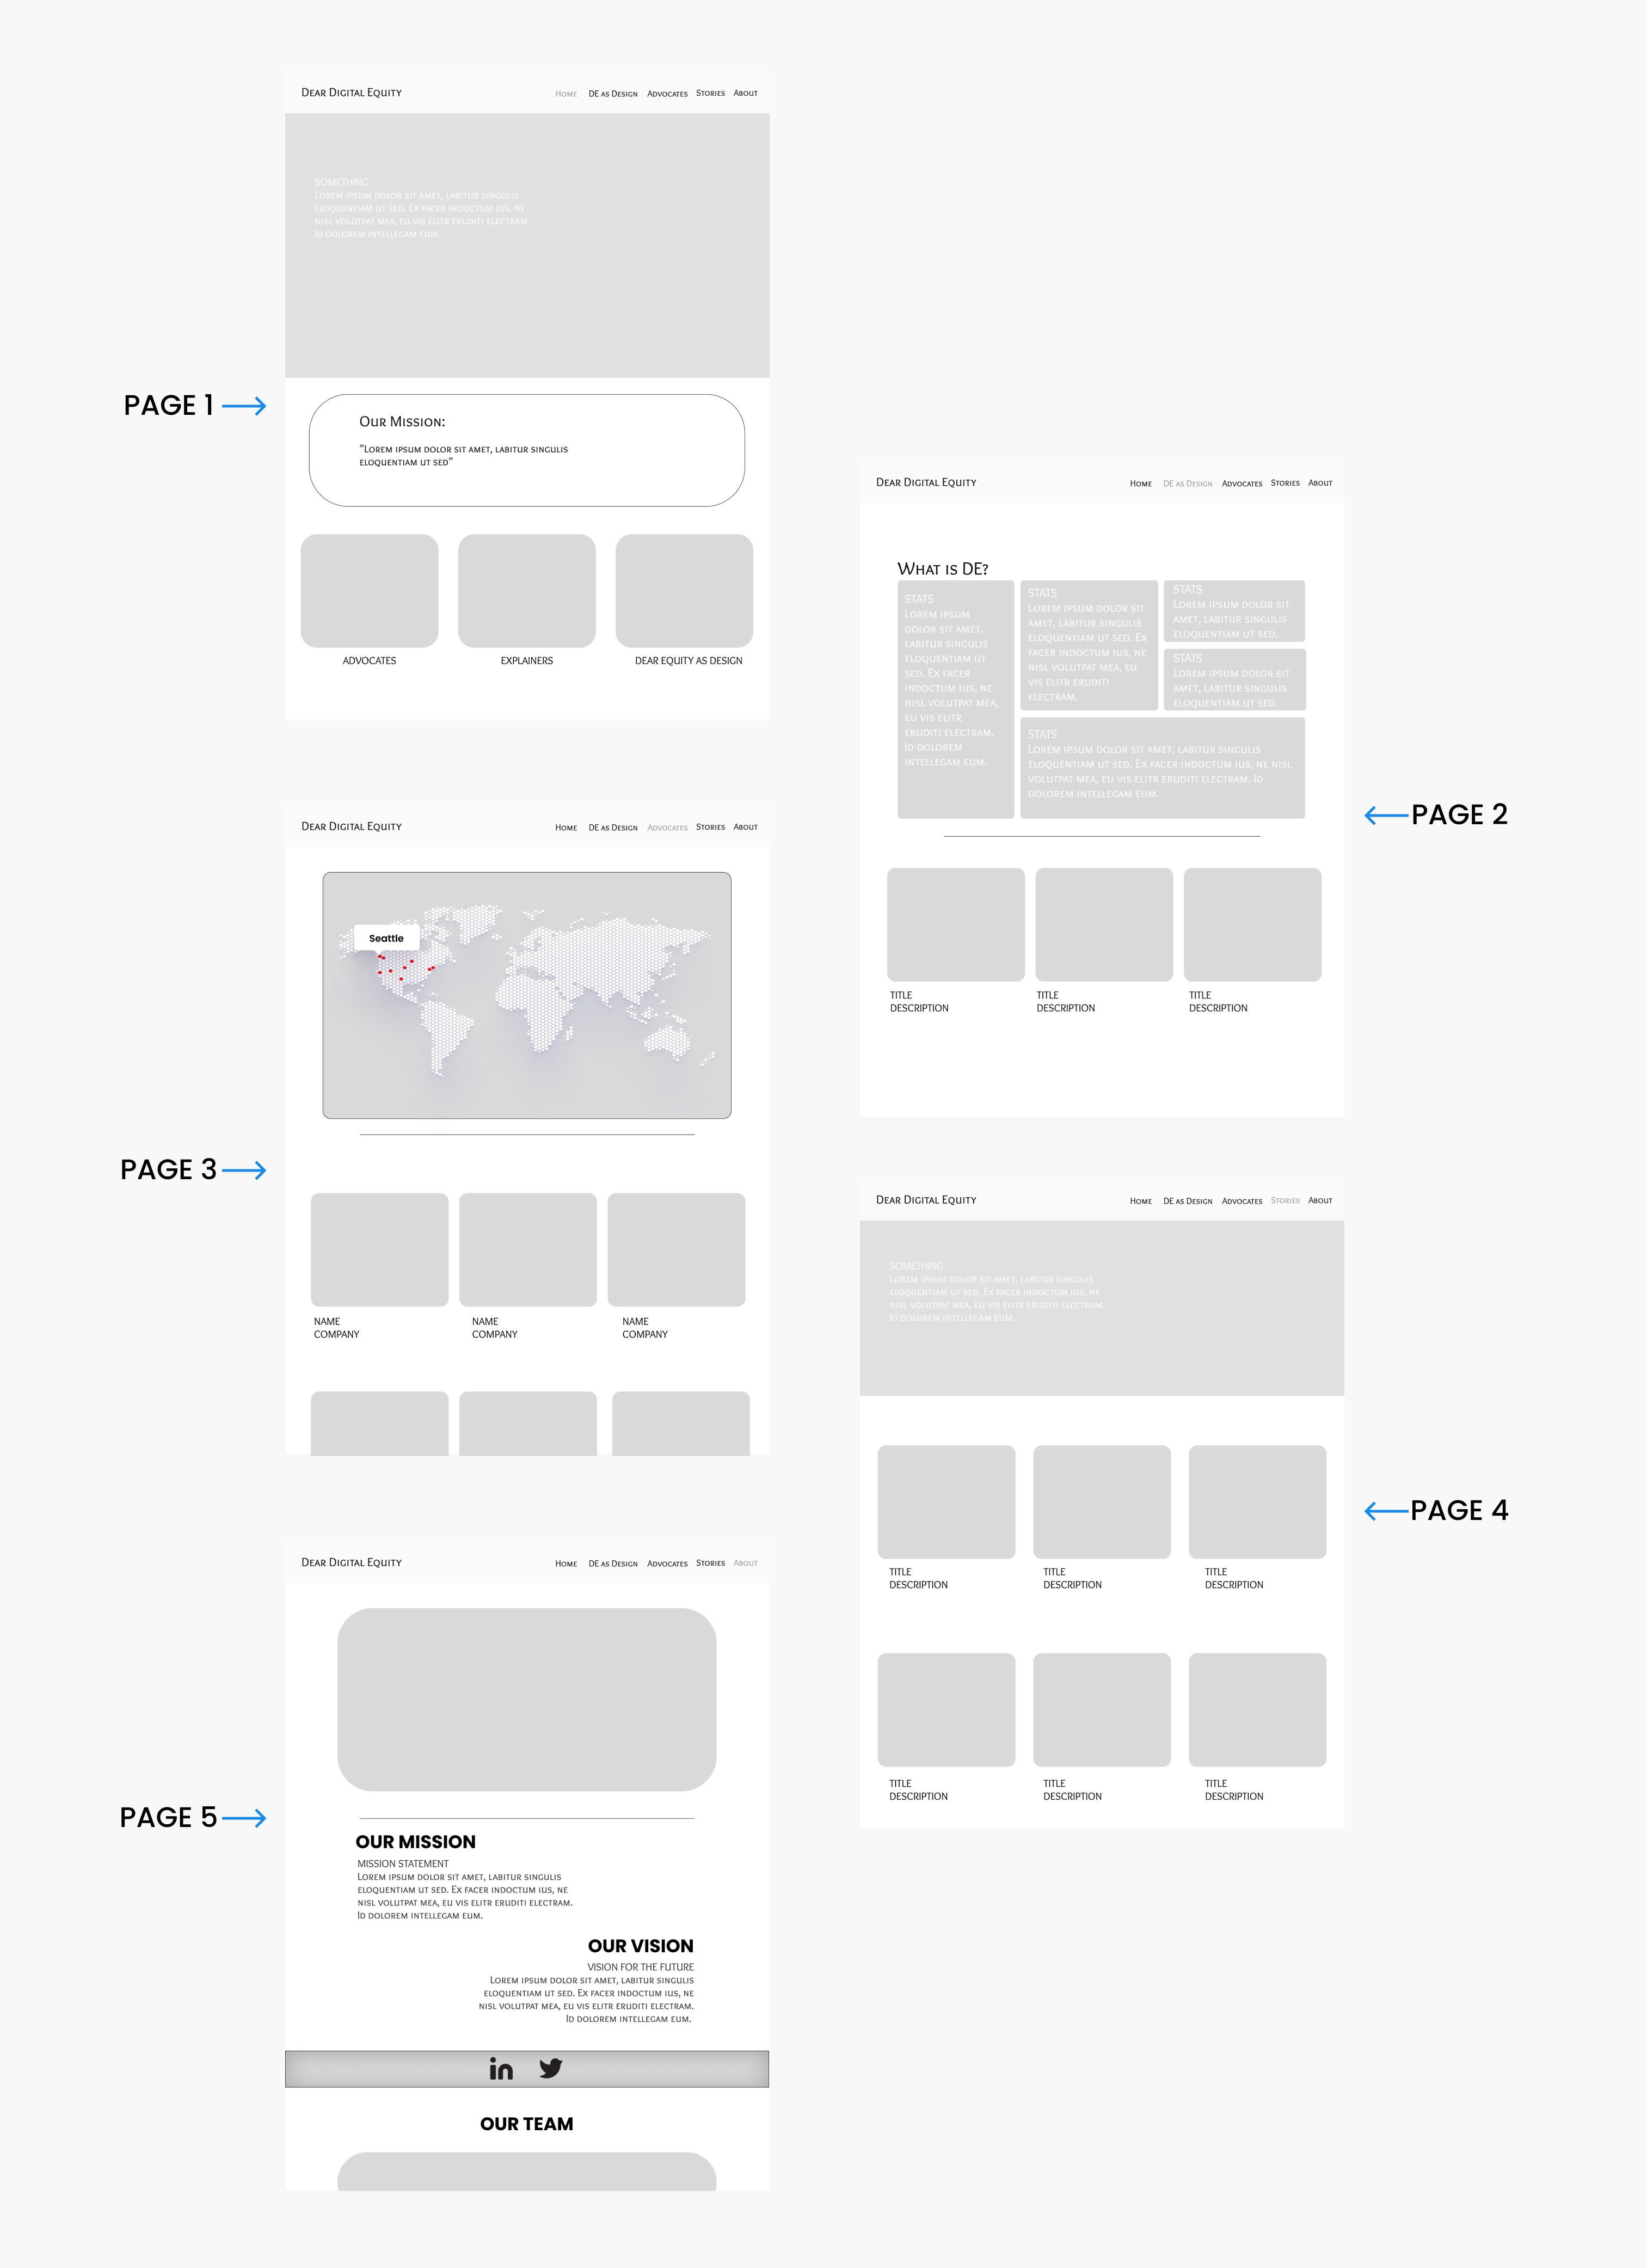 Dear Digital Equity
Home DE as Design Advocates Stories About
SOMETHING
Lorem ipsum dolor sit amet, labitur singulis
eloquentiam ut sed. Ex facer indoctum ius, ne
nisl volutpat mea, eu vis elitr eruditi electram.
Id dolorem intellegam eum.
PAGE 1
Our Mission:
"Lorem ipsum dolor sit amet, labitur singulis
eloquentiam ut sed"
ADVOCATES
EXPLAINERS
DEAR EQUITY AS DESIGN
Dear Digital Equity
Home DE as Design Advocates Stories About
What is DE?
STATS
Lorem ipsum
dolor sit amet,
labitur singulis
eloquentiam ut
sed. Ex facer
indoctum ius, ne
nisl volutpat mea,
eu vis elitr
eruditi electram.
Id dolorem
intellegam eum.
STATS
Lorem ipsum dolor sit
amet, labitur singulis
eloquentiam ut sed. Ex
facer indoctum ius, ne
nisl volutpat mea, eu
vis elitr eruditi
electram.
STATS
Lorem ipsum dolor sit
amet, labitur singulis
eloquentiam ut sed.
STATS
Lorem ipsum dolor sit
amet, labitur singulis
eloquentiam ut sed.
STATS
Lorem ipsum dolor sit amet, labitur singulis
eloquentiam ut sed. Ex facer indoctum ius, ne nisl
volutpat mea, eu vis elitr eruditi electram. Id
dolorem intellegam eum.
PAGE 2
TITLE
DESCRIPTION
TITLE
DESCRIPTION
TITLE
DESCRIPTION
Dear Digital Equity
Home DE as Design Advocates Stories About
Seattle
PAGE 3
NAME
COMPANY
NAME
COMPANY
NAME
COMPANY
Dear Digital Equity
Home DE as Design Advocates Stories About
SOMETHING
Lorem ipsum dolor sit amet, labitur singulis
eloquentiam ut sed. Ex facer indoctum ius, ne
nisl volutpat mea, eu vis elitr eruditi electram.
Id dolorem intellegam eum.
PAGE 4
TITLE
DESCRIPTION
TITLE
DESCRIPTION
TITLE
DESCRIPTION
TITLE
DESCRIPTION
TITLE
DESCRIPTION
TITLE
DESCRIPTION
Dear Digital Equity
Home DE as Design Advocates Stories About
PAGE 5
OUR MISSION
MISSION STATEMENT
Lorem ipsum dolor sit amet, labitur singulis
eloquentiam ut sed. Ex facer indoctum ius, ne
nisl volutpat mea, eu vis elitr eruditi electram.
Id dolorem intellegam eum.
OUR VISION
VISION FOR THE FUTURE
Lorem ipsum dolor sit amet, labitur singulis
eloquentiam ut sed. Ex facer indoctum ius, ne
nisl volutpat mea, eu vis elitr eruditi electram.
Id dolorem intellegam eum.
in
OUR TEAM